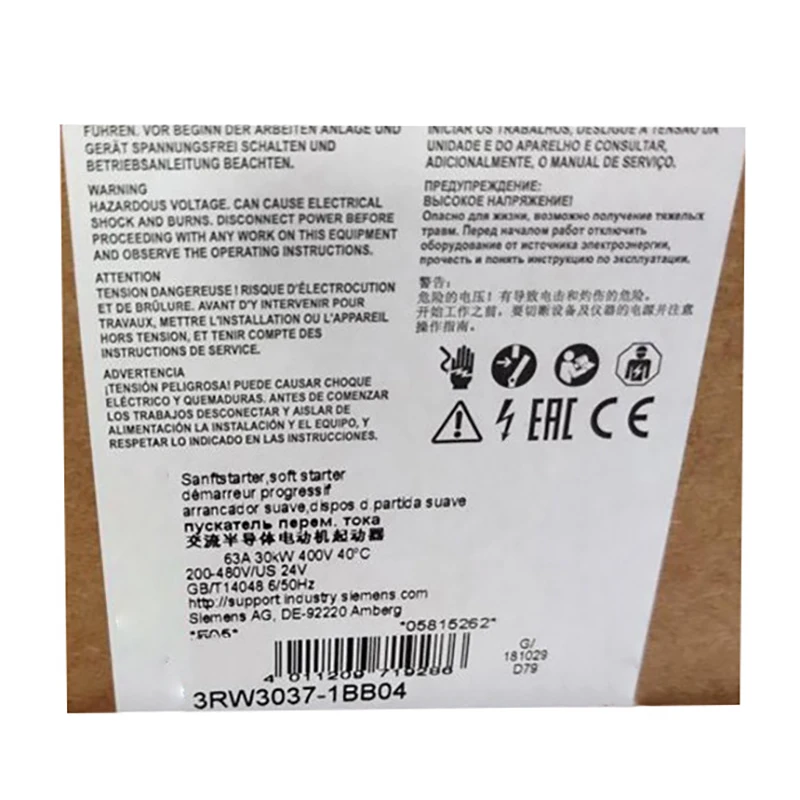 FÜHREN. VOR BEGINN DER ARBEITEN ANLAGE UND
GERÄT SPANNUNGSFREI SCHALTEN UND
BETRIEBSANLEITUNG BEACHTEN.
WARNING
HAZARDOUS VOLTAGE. CAN CAUSE ELECTRICAL
SHOCK AND BURNS. DISCONNECT POWER BEFORE
PROCEEDING WITH ANY WORK ON THIS EQUIPMENT
AND OBSERVE THE OPERATING INSTRUCTIONS.
ATTENTION
TENSION DANGEREUSE ! RISQUE D'ÉLECTROCUTION
ET DE BRÛLURE. AVANT D'Y INTERVENIR POUR
TRAVAUX, METTRE L'INSTALLATION OU L'APPAREIL
HORS TENSION, ET TENIR COMPTE DES
INSTRUCTIONS DE SERVICE.
ADVERTENCIA
¡TENSIÓN PELIGROSA! PUEDE CAUSAR CHOQUE
ELÉCTRICO Y QUEMADURAS. ANTES DE COMENZAR
LOS TRABAJOS DESCONECTAR Y AISLAR DE
ALIMENTACIÓN LA INSTALACIÓN Y EL EQUIPO, Y
RESPETAR LO INDICADO EN LAS INSTRUCCIONES.
INICIAR OS TRABALHOS, DESLIGUE A TENSÃO DA
UNIDADE E DO APARELHO E CONSULTAR,
ADICIONALMENTE, O MANUAL DE SERVIÇO.
ПРЕДУПРЕЖДЕНИЕ:
ВЫСОКОЕ НАПРЯЖЕНИЕ!
Опасно для жизни, возможно получение тяжелых
травм. Перед началом работ отключить
оборудование от источника электроэнергии,
прочесть и понять инструкцию по эксплуатации.
警告:
危险的电压! 有导致电击和灼伤的危险。
开始工作之前, 要切断设备及仪器的电源并注意
操作指南。
EAC CE
Sanftstarter,soft starter
démarreur progressif
arrancador suave,dispos d partida suave
пускатель перем. тока
交流半导体电动机起动器
63A 30kW 400V 40°C
200-480V/US 24V
GB/T14048 6/50Hz
http://support industry siemens.com
Siemens AG, DE-92220 Amberg
*E06* *05815262*
4 011209 719286
G/
181029
D79
3RW3037-1BB04